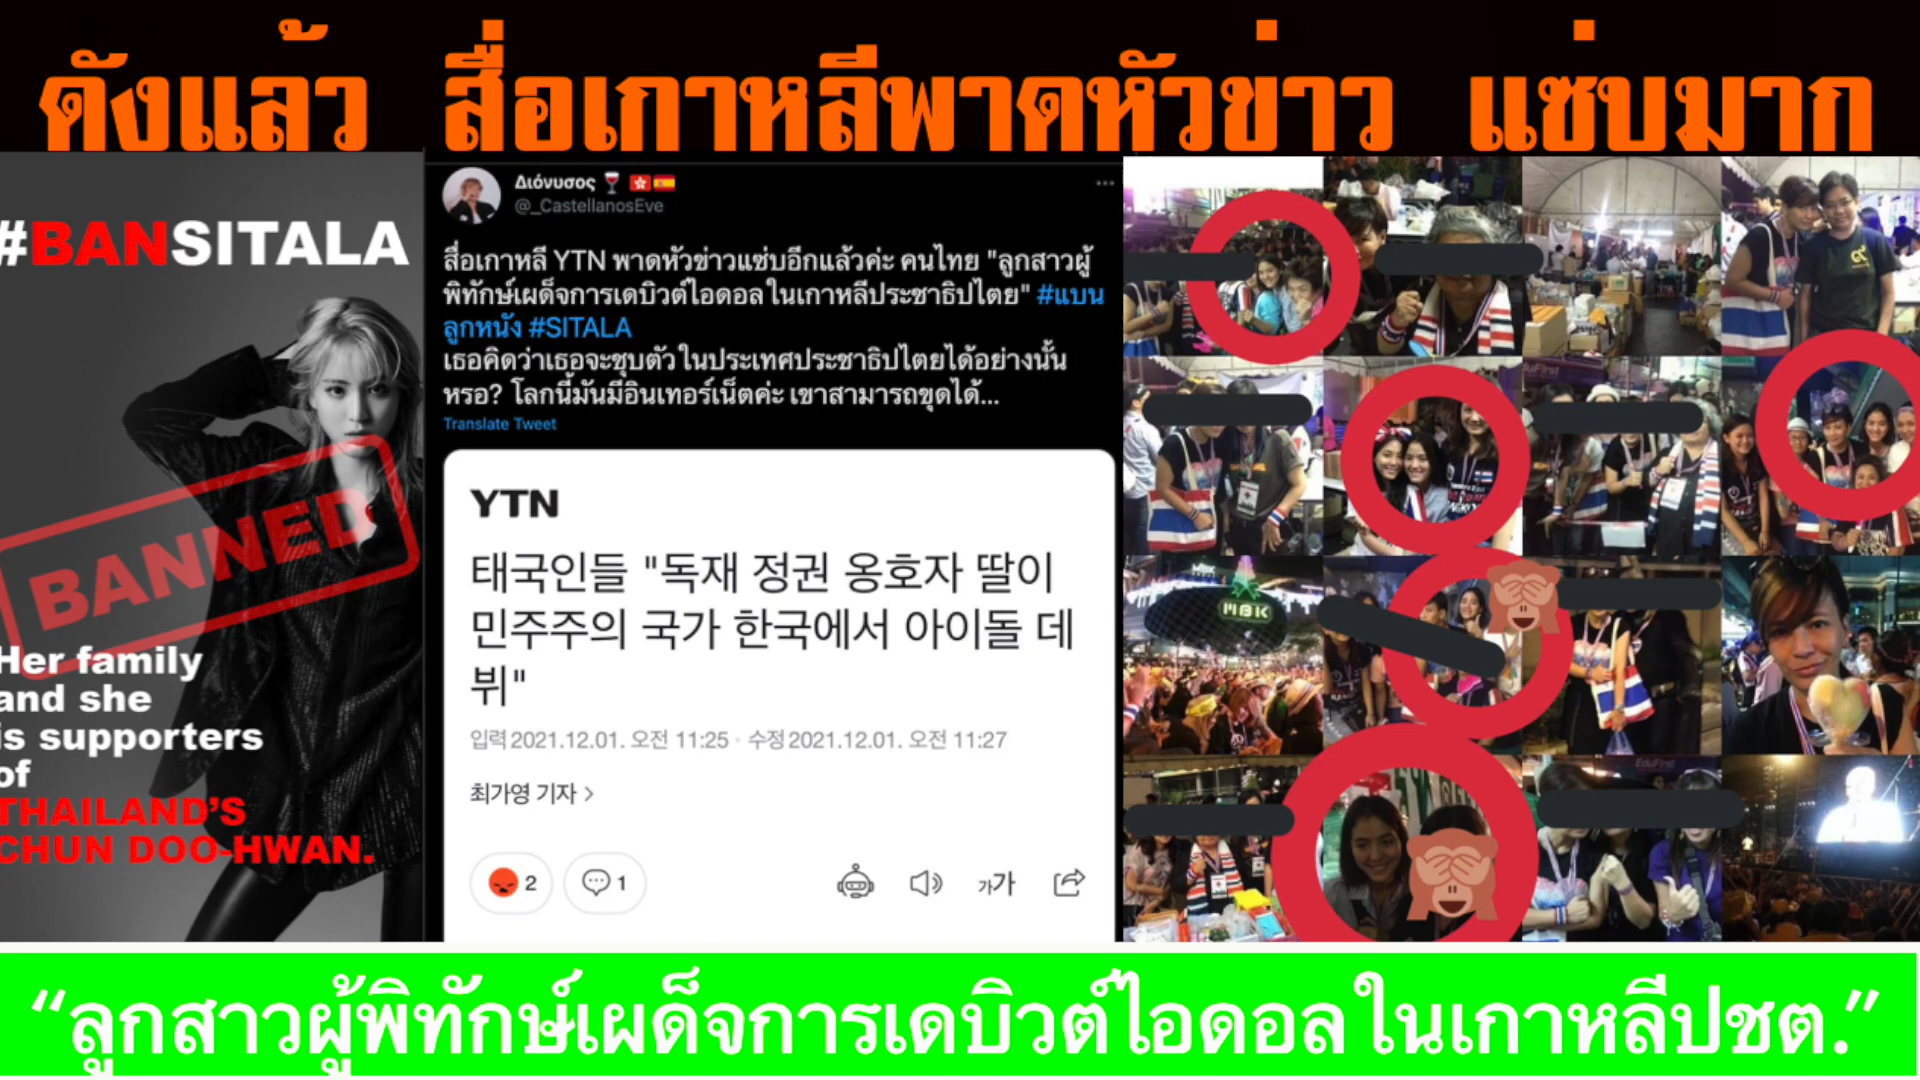 ดังแล้ว สื่อเกาหลีพาดหัวข่าว แซ่บมาก
#BANSITALA
BANNED
Her family
and she
is supporters
of
THAILAND'S
CHUN DOO-HWAN.
Διόνυσος
@_CastellanosEve
สื่อเกาหลี YTN พาดหัวข่าวแซ่บอีกแล้วค่ะ คนไทย "ลูกสาวผู้
พิทักษ์เผด็จการเดบิวต์ไอดอลในเกาหลีประชาธิปไตย" #แบน
ลูกหนัง #SITALA
เธอคิดว่าเธอจะชุบตัวในประเทศประชาธิปไตยได้อย่างนั้น
หรอ? โลกนี้มันมีอินเทอร์เน็ตค่ะ เขาสามารถขุดได้...
Translate Tweet
YTN
태국인들 "독재 정권 옹호자 딸이
민주주의 국가 한국에서 아이돌 데
뷔"
입력 2021.12.01. 오전 11:25 · 수정 2021.12.01. 오전 11:27
최가영 기자 >
2
1
가가
MBK
EduFirst
“ลูกสาวผู้พิทักษ์เผด็จการเดบิวต์ไอดอลในเกาหลีปชต.”